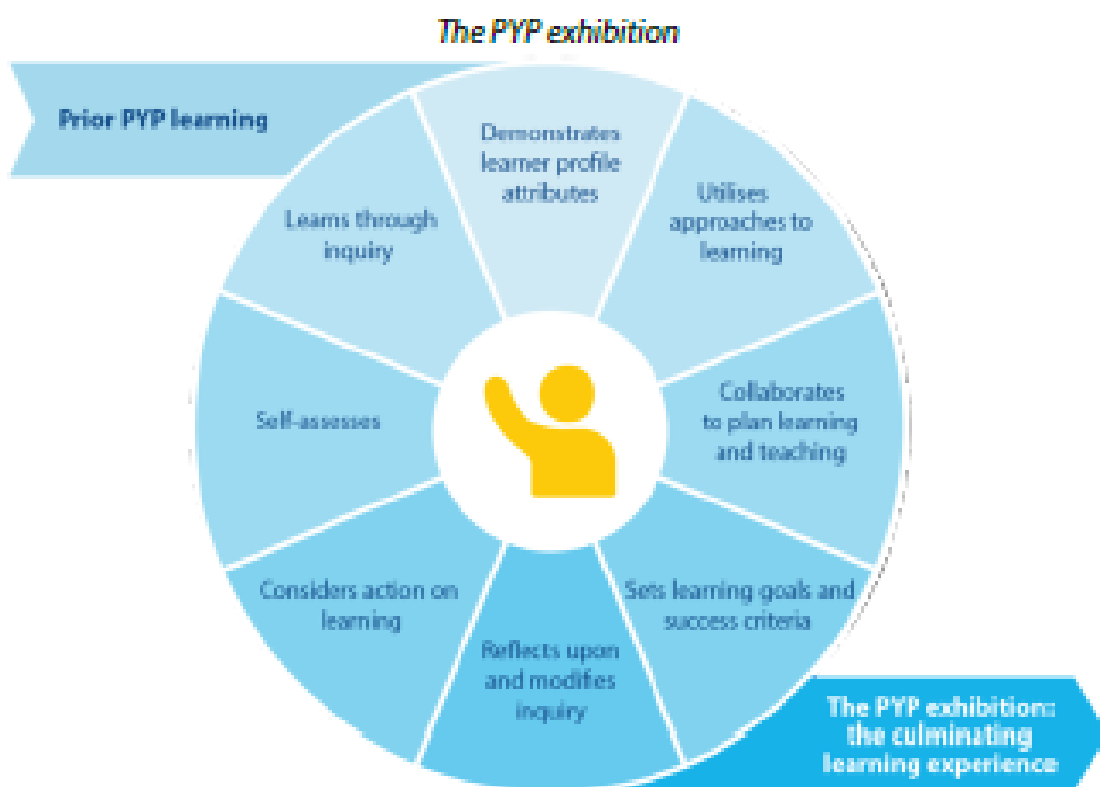 The PYP exhibition
Prior PYP learning
Demonstrates
learner profile
attributes
Utilises
approaches to
learning
Collaborates
to plan learning
and teaching
Sets learning goals and
success criteria
Reflects upon
and modifies
inquiry
Considers action on
learning
Self-assesses
Learns through
inquiry
The PYP exhibition:
the culminating
learning experience